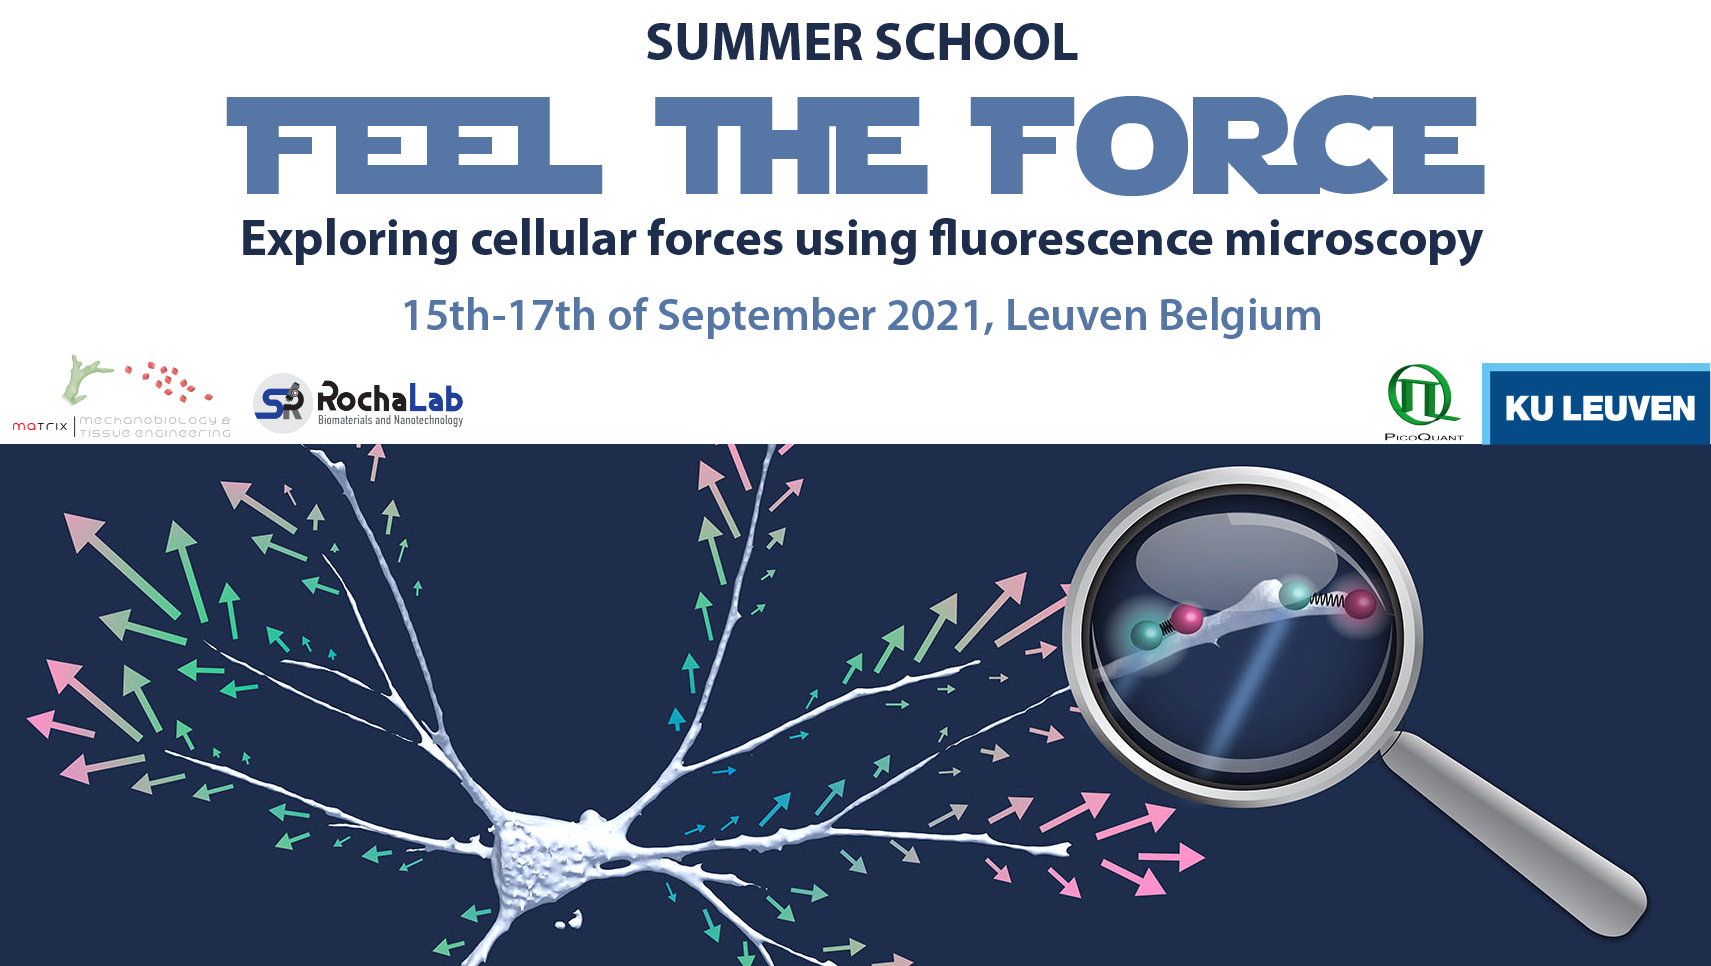 SUMMER SCHOOL
FEEL THE FORCE
Exploring cellular forces using fluorescence microscopy
15th-17th of September 2021, Leuven Belgium
maTRIX | mechanobiology &
TISSUE engineering
SR RochaLab
Biomaterials and Nanotechnology
PicoQuant
KU LEUVEN